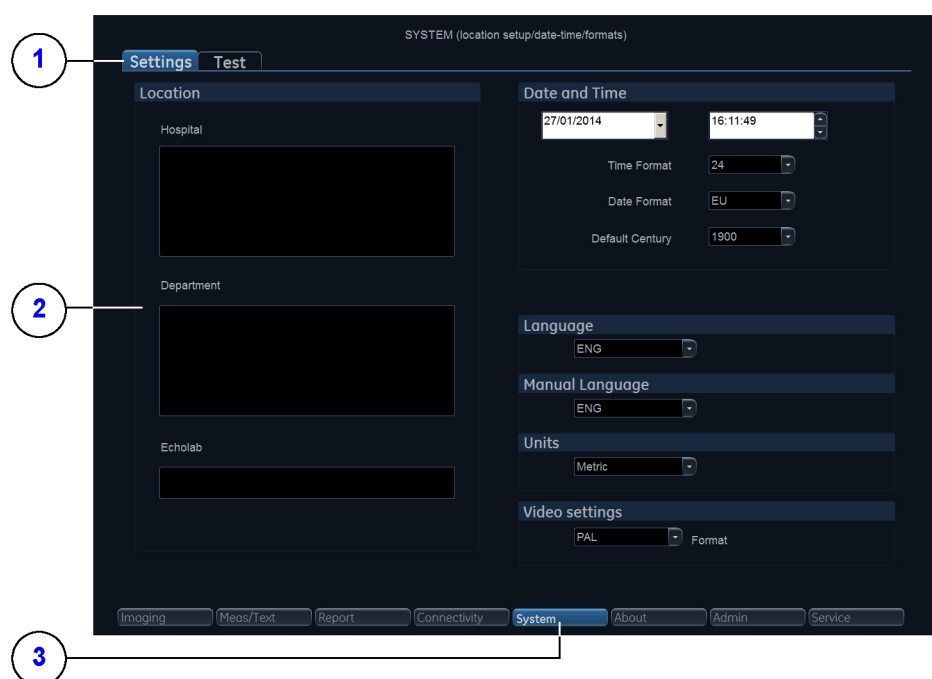 SYSTEM (location setup/date-time/formats)
1
Settings Test
Location
Hospital
2
Department
Echolab
Date and Time
27/01/2014 16:11:49
Time Format 24
Date Format EU
Default Century 1900
Language
ENG
Manual Language
ENG
Units
Metric
Video settings
PAL Format
Imaging Meas/Text Report Connectivity System About Admin Service
3